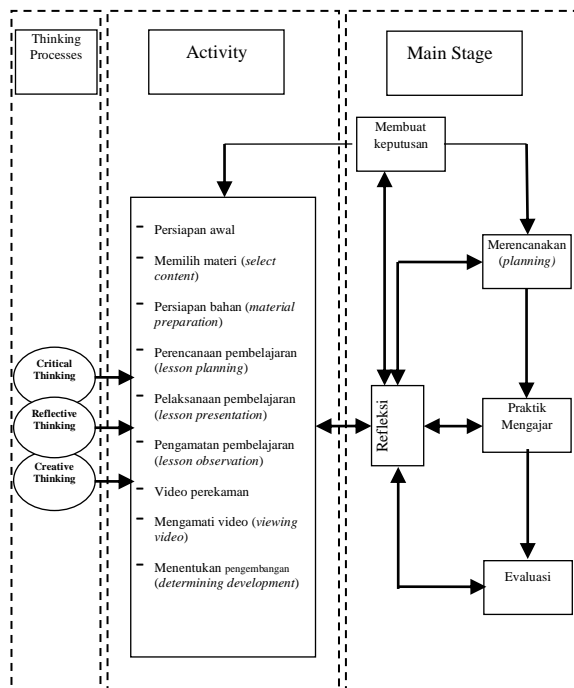 Thinking
Processes
Activity
Main Stage
Membuat
keputusan
- Persiapan awal
- Memilih materi (select
content)
- Persiapan bahan (material
preparation)
- Perencanaan pembelajaran
(lesson planning)
- Pelaksanaan pembelajaran
(lesson presentation)
- Pengamatan pembelajaran
(lesson observation)
- Video perekaman
- Mengamati video (viewing
video)
- Menentukan pengembangan
(determining development)
Critical
Thinking
Reflective
Thinking
Creative
Thinking
Merencanakan
(planning)
Refleksi
Praktik
Mengajar
Evaluasi